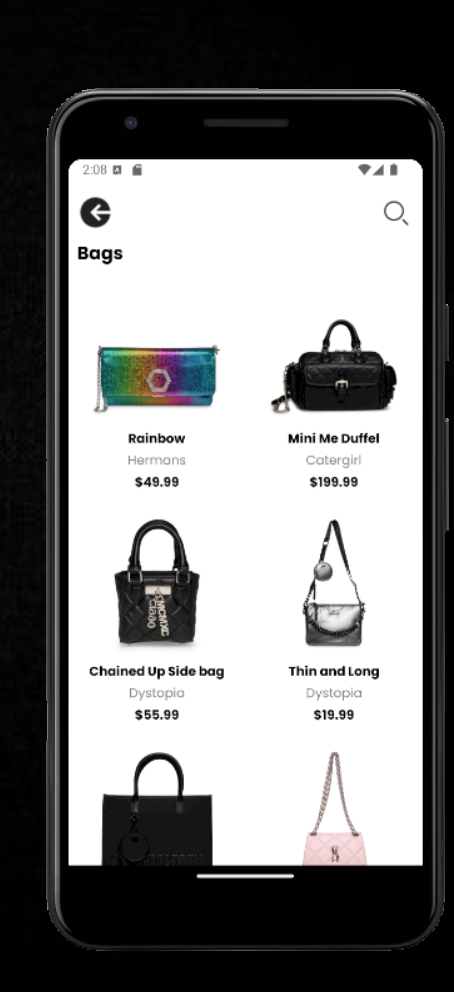 2:08
Bags
Rainbow
Hermans
$49.99
Mini Me Duffel
Catergirl
$199.99
Chained Up Side bag
Dystopia
$55.99
Thin and Long
Dystopia
$19.99